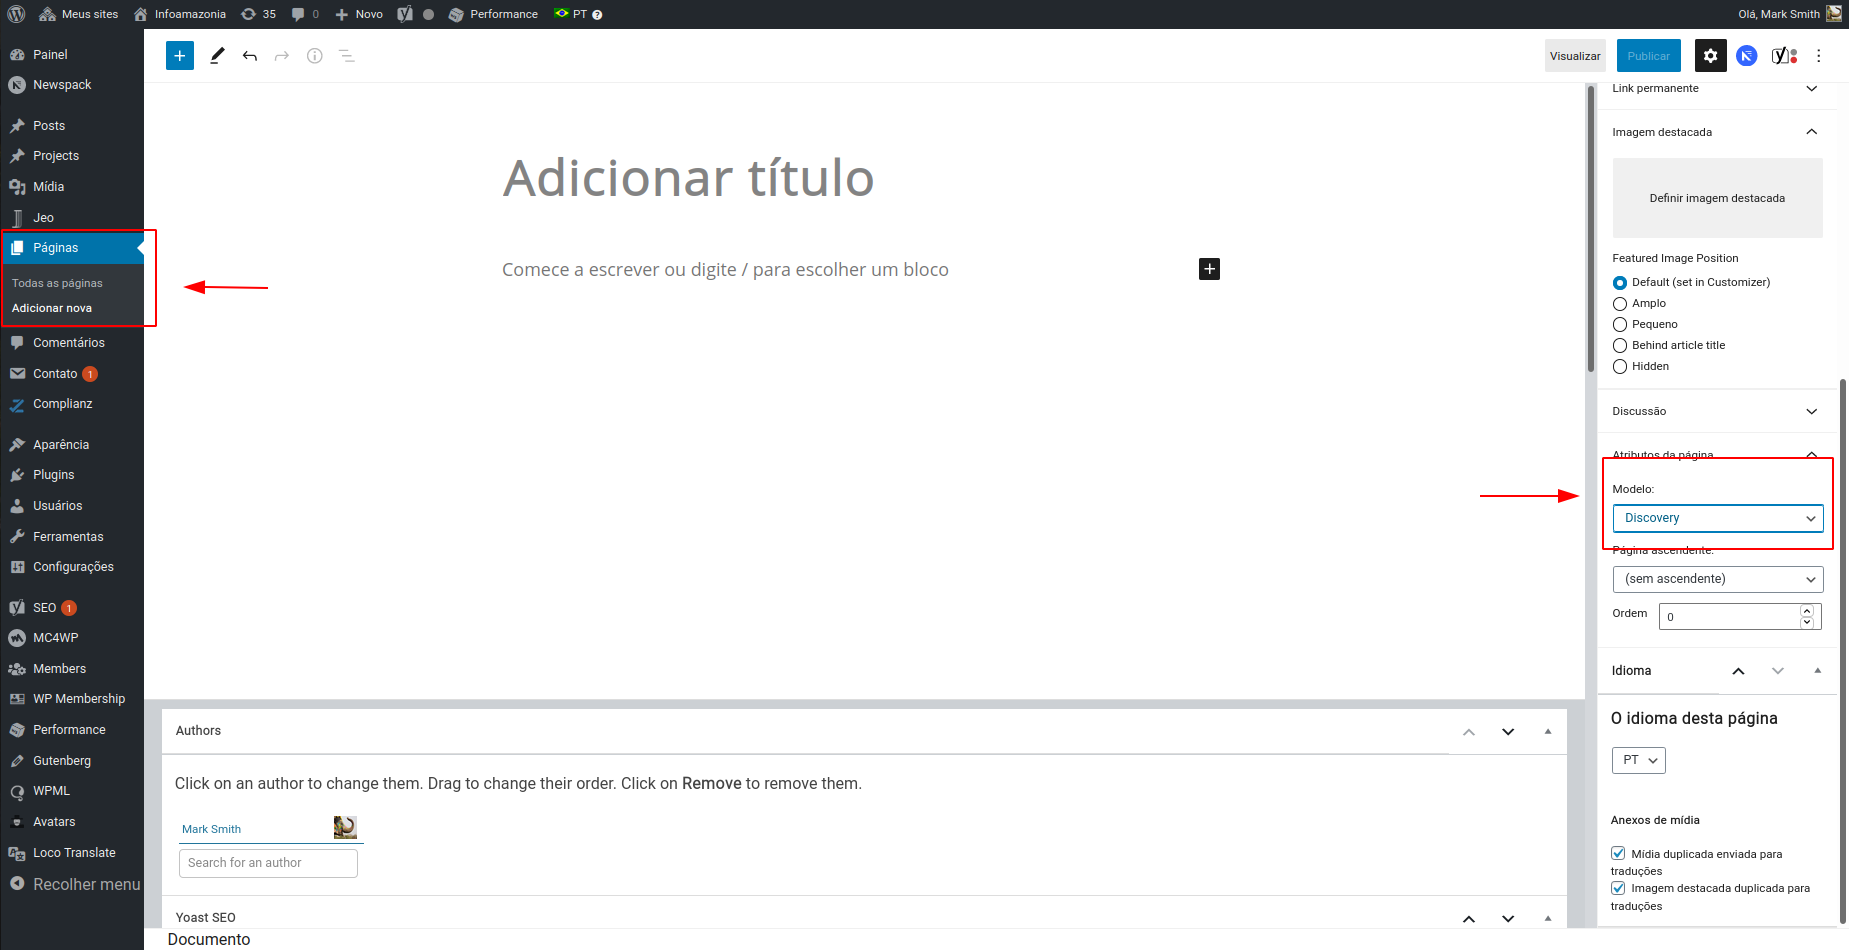 Meus sites
Infoamazonia
35
0
Novo
Performance
PT
Olá, Mark Smith
Painel
Newspack
Posts
Projects
Mídia
Jeo
Páginas
Todas as páginas
Adicionar nova
Comentários
Contato 1
Complianz
Aparência
Plugins
Usuários
Ferramentas
Configurações
SEO 1
MC4WP
Members
WP Membership
Performance
Gutenberg
WPML
Avatars
Loco Translate
Recolher menu
Visualizar
Publicar
Adicionar título
Comece a escrever ou digite / para escolher um bloco
Authors
Click on an author to change them. Drag to change their order. Click on Remove to remove them.
Mark Smith
Search for an author
Yoast SEO
Documento
Link permanente
Imagem destacada
Definir imagem destacada
Featured Image Position
Default (set in Customizer)
Amplo
Pequeno
Behind article title
Hidden
Discussão
Atributos da página
Modelo:
Discovery
Página ascendente:
(sem ascendente)
Ordem
0
Idioma
O idioma desta página
PT
Anexos de mídia
Mídia duplicada enviada para
traduções
Imagem destacada duplicada para
traduções